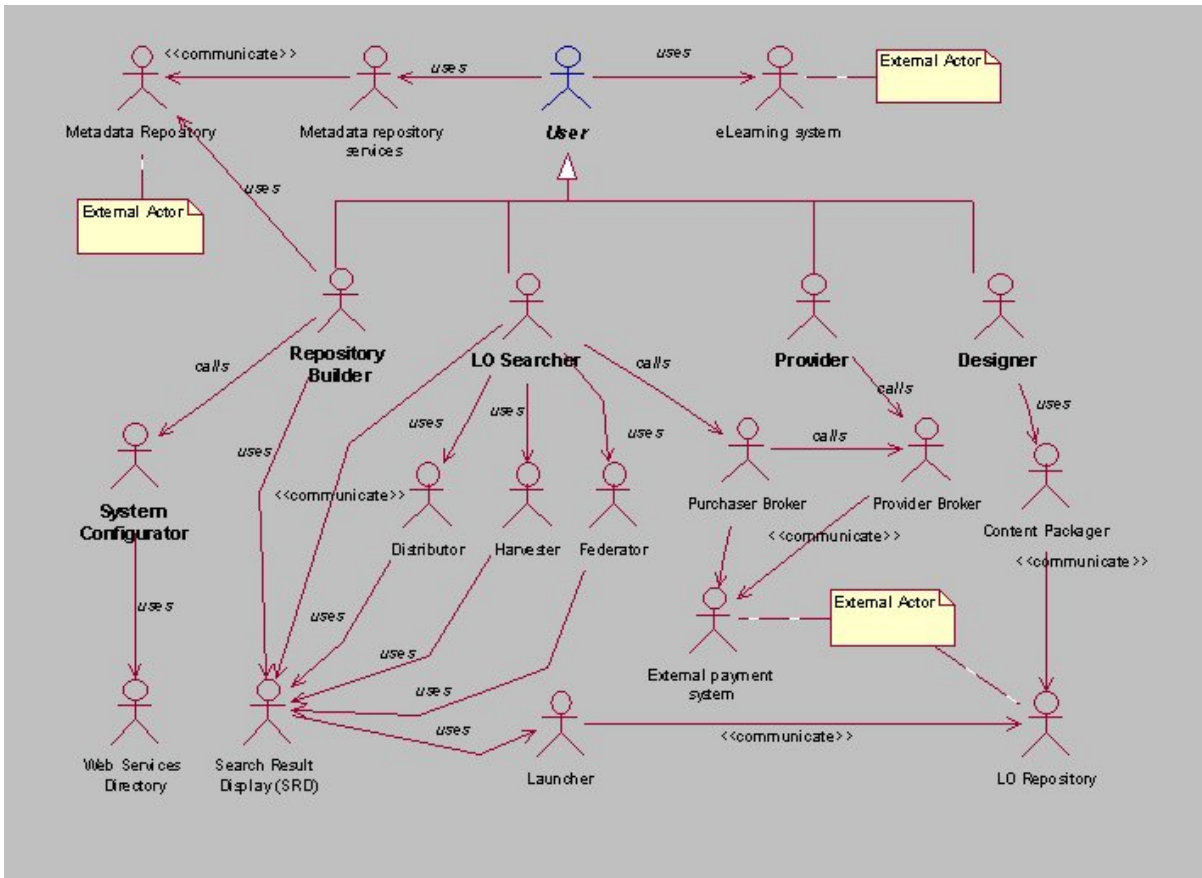 <<communicate>>
uses
uses
External Actor
Metadata Repository
Metadata repository
services
User
eLearning system
uses
External Actor
Repository
Builder
LO Searcher
Provider
Designer
calls
calls
calls
uses
uses
uses
uses
uses
calls
<<communicate>>
System
Configurator
Distributor
Harvester
Federator
Purchaser Broker
Provider Broker
Content Packager
<<communicate>>
<<communicate>>
uses
uses
External Actor
uses
External payment
system
uses
<<communicate>>
Web Services
Directory
Search Result
Display (SRD)
Launcher
LO Repository